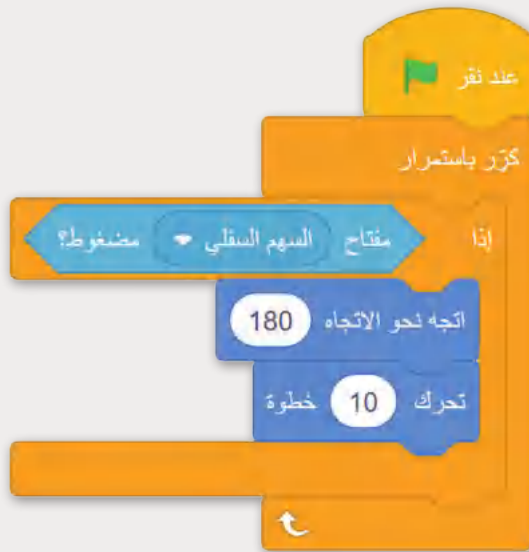 عند نقر
كرّر باستمرار
إذا مفتاح السهم السفلي مضغوط؟
اتجه نحو الاتجاه 180
تحرك 10 خطوة